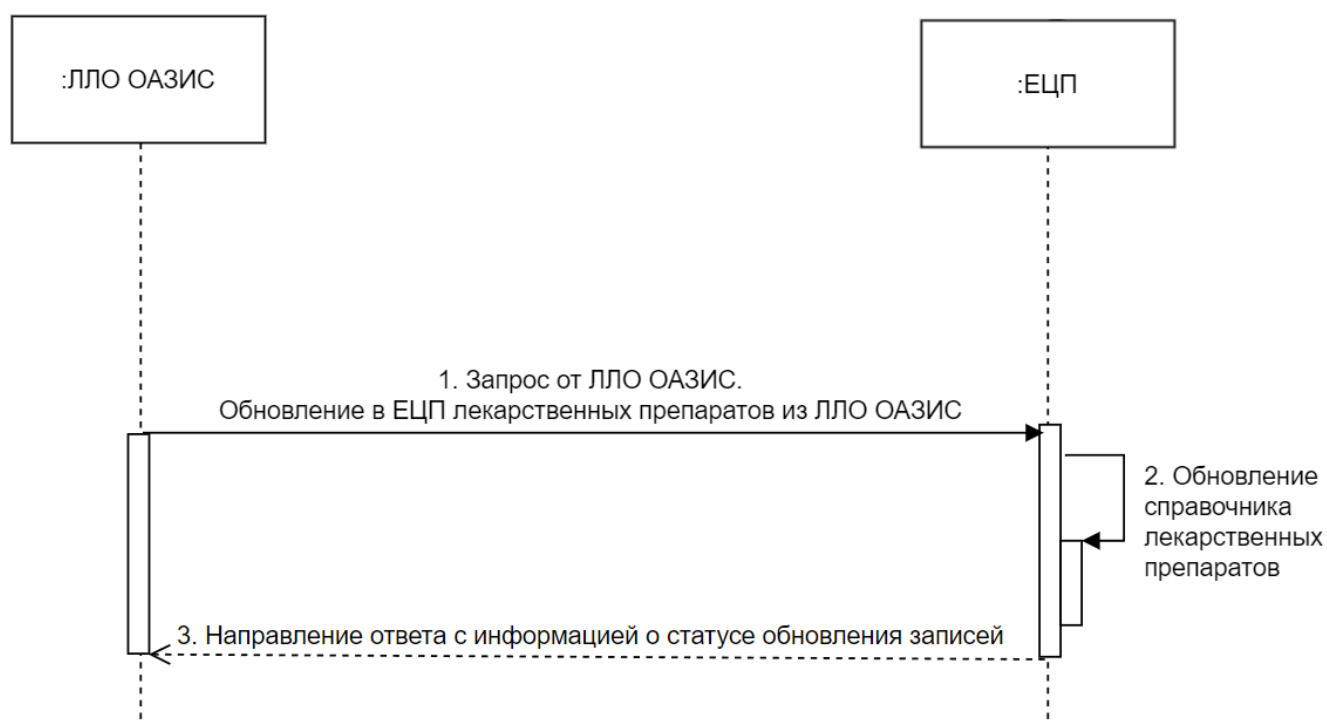 :ЛЛО ОАЗИС
:ЕЦП
1. Запрос от ЛЛО ОАЗИС.
Обновление в ЕЦП лекарственных препаратов из ЛЛО ОАЗИС
2. Обновление
справочника
лекарственных
препаратов
3. Направление ответа с информацией о статусе обновления записей